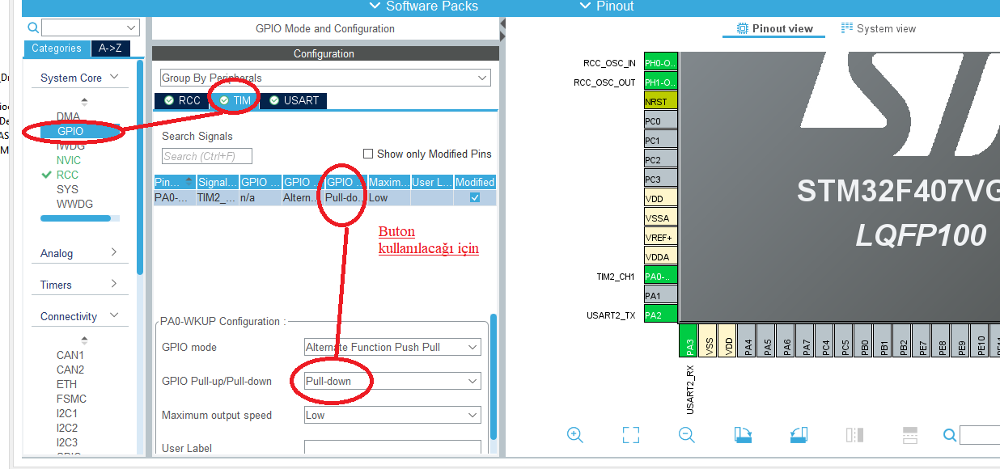 Software Packs
Pinout
GPIO Mode and Configuration
Pinout view
System view
Categories
A->Z
Configuration
System Core
Group By Peripherals
RCC
TIM
USART
DMA
GPIO
IWDG
NVIC
RCC
SYS
WWDG
Search Signals
Search (Ctrl+F)
Show only Modified Pins
Pin...
Signal...
GPIO ...
GPIO ...
GPIO ...
Maxim...
User L...
Modified
PA0-...
TIM2_...
n/a
Altern...
Pull-do...
Low
Buton
kullanılacağı için
Analog
Timers
Connectivity
CAN1
CAN2
ETH
FSMC
I2C1
I2C2
I2C3
PA0-WKUP Configuration :
GPIO mode
Alternate Function Push Pull
GPIO Pull-up/Pull-down
Pull-down
Maximum output speed
Low
User Label
RCC_OSC_IN
PH0-O..
RCC_OSC_OUT
PH1-O..
NRST
PC0
PC1
PC2
PC3
VDD
VSSA
VREF+
VDDA
TIM2_CH1
PA0-..
PA1
USART2_TX
PA2
STM32F407VG
LQFP100
PA3
VSS
VDD
PA4
PA5
PA6
PA7
PC4
PC5
PB0
PB1
PB2
PE7
PE8
PE9
PE10
USART2_RX